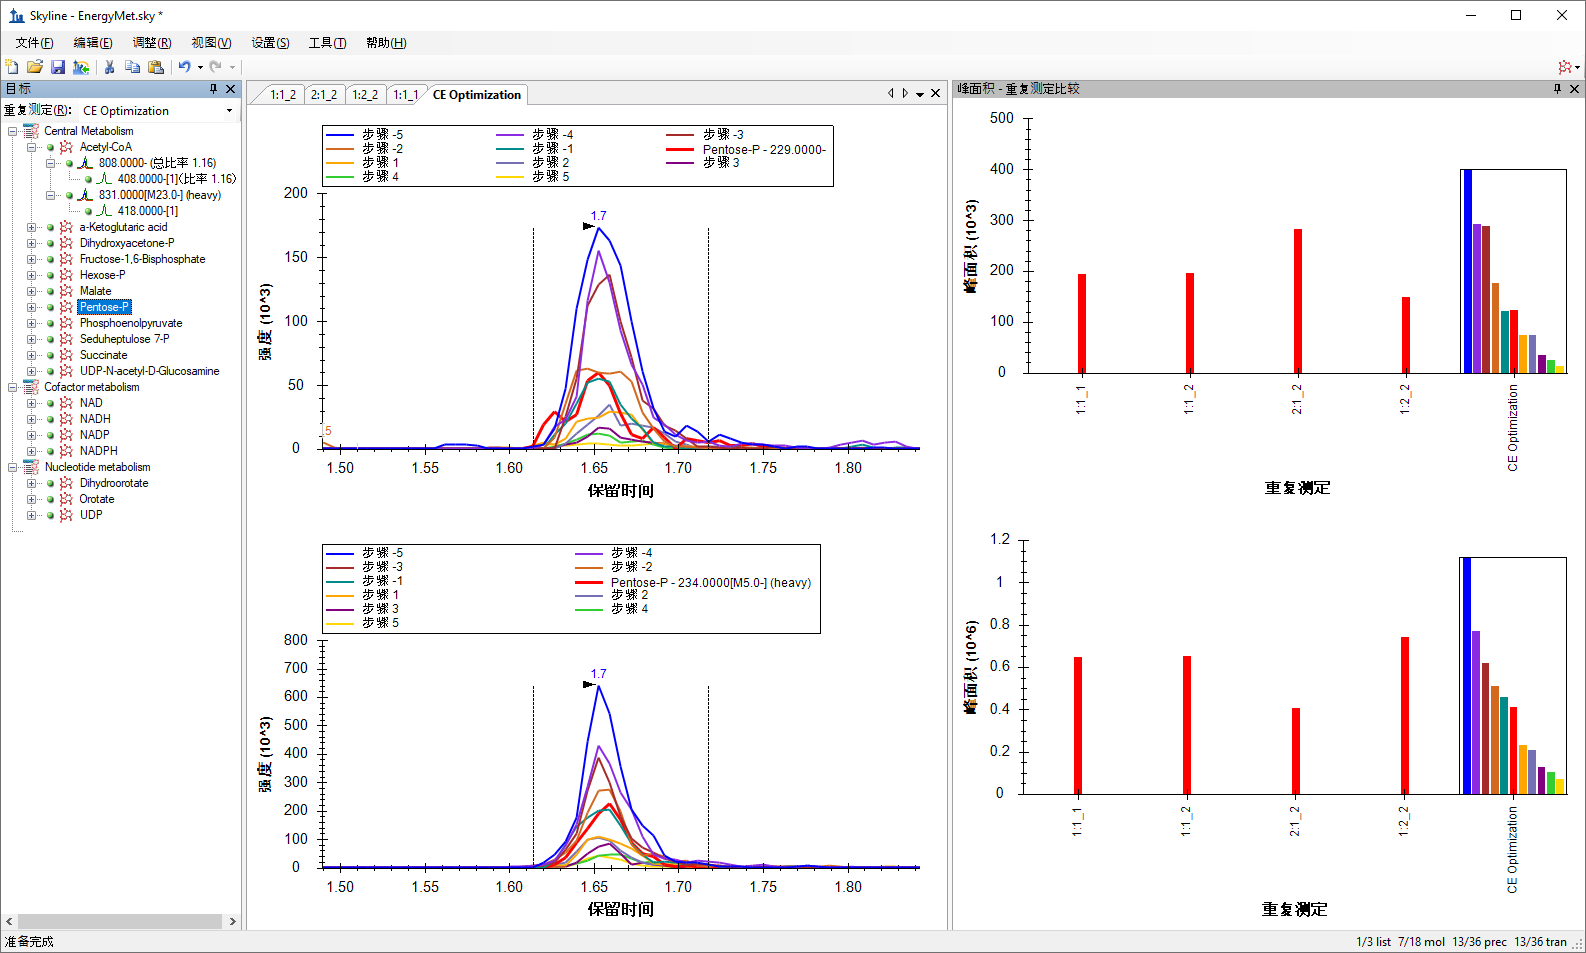 Skyline - EnergyMet.sky *
文件(F) 编辑(E) 调整(R) 视图(V) 设置(S) 工具(T) 帮助(H)
目标
重复测定(R): CE Optimization
Central Metabolism
Acetyl-CoA
808.0000- (总比率 1.16)
408.0000-[1](比率 1.16)
831.0000[M23.0-] (heavy)
418.0000-[1]
a-Ketoglutaric acid
Dihydroxyacetone-P
Fructose-1,6-Bisphosphate
Hexose-P
Malate
Pentose-P
Phosphoenolpyruvate
Seduheptulose 7-P
Succinate
UDP-N-acetyl-D-Glucosamine
Cofactor metabolism
NAD
NADH
NADP
NADPH
Nucleotide metabolism
Dihydroorotate
Orotate
UDP
1:1_2 2:1_2 1:2_2 1:1_1 CE Optimization
步骤 -5 步骤 -4 步骤 -3
步骤 -2 步骤 -1 Pentose-P - 229.0000-
步骤 1 步骤 2 步骤 3
步骤 4 步骤 5
200
150
100
50
0
强度 (10^3)
1.7
.5
1.50 1.55 1.60 1.65 1.70 1.75 1.80
保留时间
步骤 -5 步骤 -4
步骤 -3 步骤 -2
步骤 -1 Pentose-P - 234.0000[M5.0-] (heavy)
步骤 1 步骤 2
步骤 3 步骤 4
步骤 5
800
700
600
500
400
300
200
100
0
强度 (10^3)
1.7
1.50 1.55 1.60 1.65 1.70 1.75 1.80
保留时间
峰面积 - 重复测定比较
500
400
300
200
100
0
峰面积 (10^3)
1:1_1 1:1_2 2:1_2 1:2_2 CE Optimization
重复测定
1.2
1
0.8
0.6
0.4
0.2
0
峰面积 (10^6)
1:1_1 1:1_2 2:1_2 1:2_2 CE Optimization
重复测定
准备完成
1/3 list 7/18 mol 13/36 prec 13/36 tran